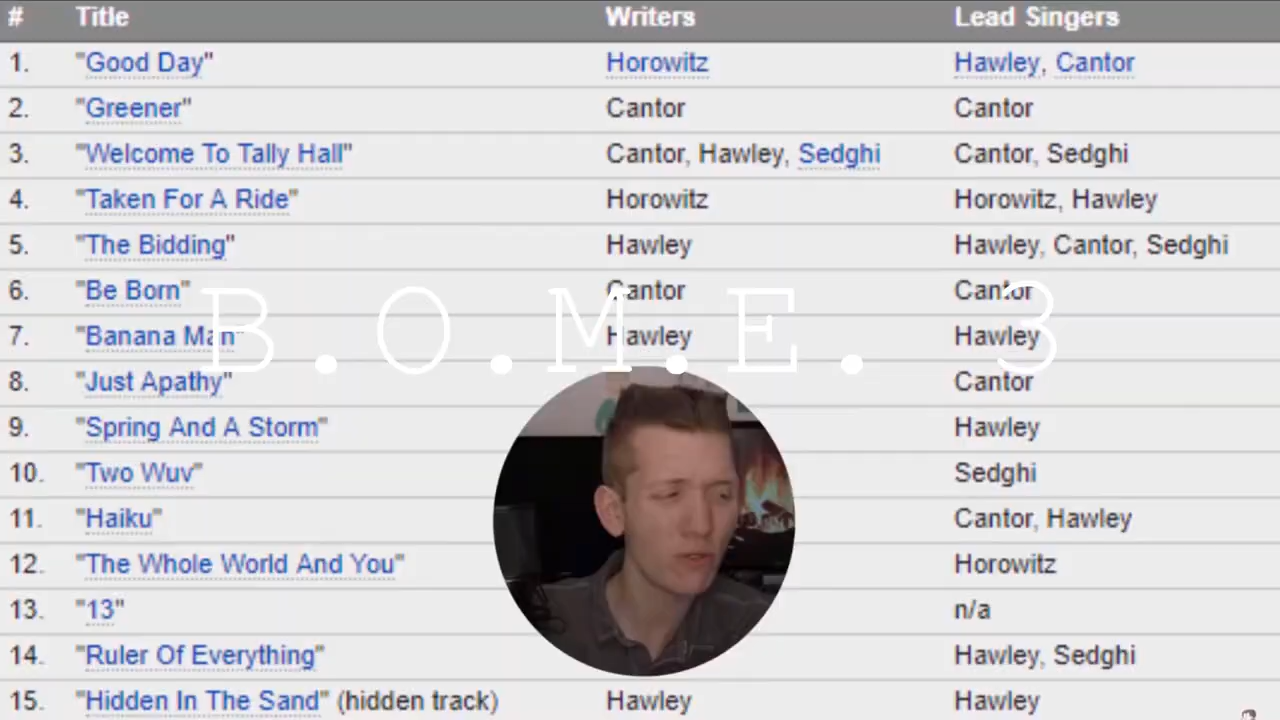 # Title Writers Lead Singers
1. "Good Day" Horowitz Hawley, Cantor
2. "Greener" Cantor Cantor
3. "Welcome To Tally Hall" Cantor, Hawley, Sedghi Cantor, Sedghi
4. "Taken For A Ride" Horowitz Horowitz, Hawley
5. "The Bidding" Hawley Hawley, Cantor, Sedghi
6. "Be Born" Cantor Cantor
B.O.M.E. 3
7. "Banana Man" Hawley Hawley
8. "Just Apathy" Cantor
9. "Spring And A Storm" Hawley
10. "Two Wuv" Sedghi
11. "Haiku" Cantor, Hawley
12. "The Whole World And You" Horowitz
13. "13" n/a
14. "Ruler Of Everything" Hawley, Sedghi
15. "Hidden In The Sand" (hidden track) Hawley Hawley